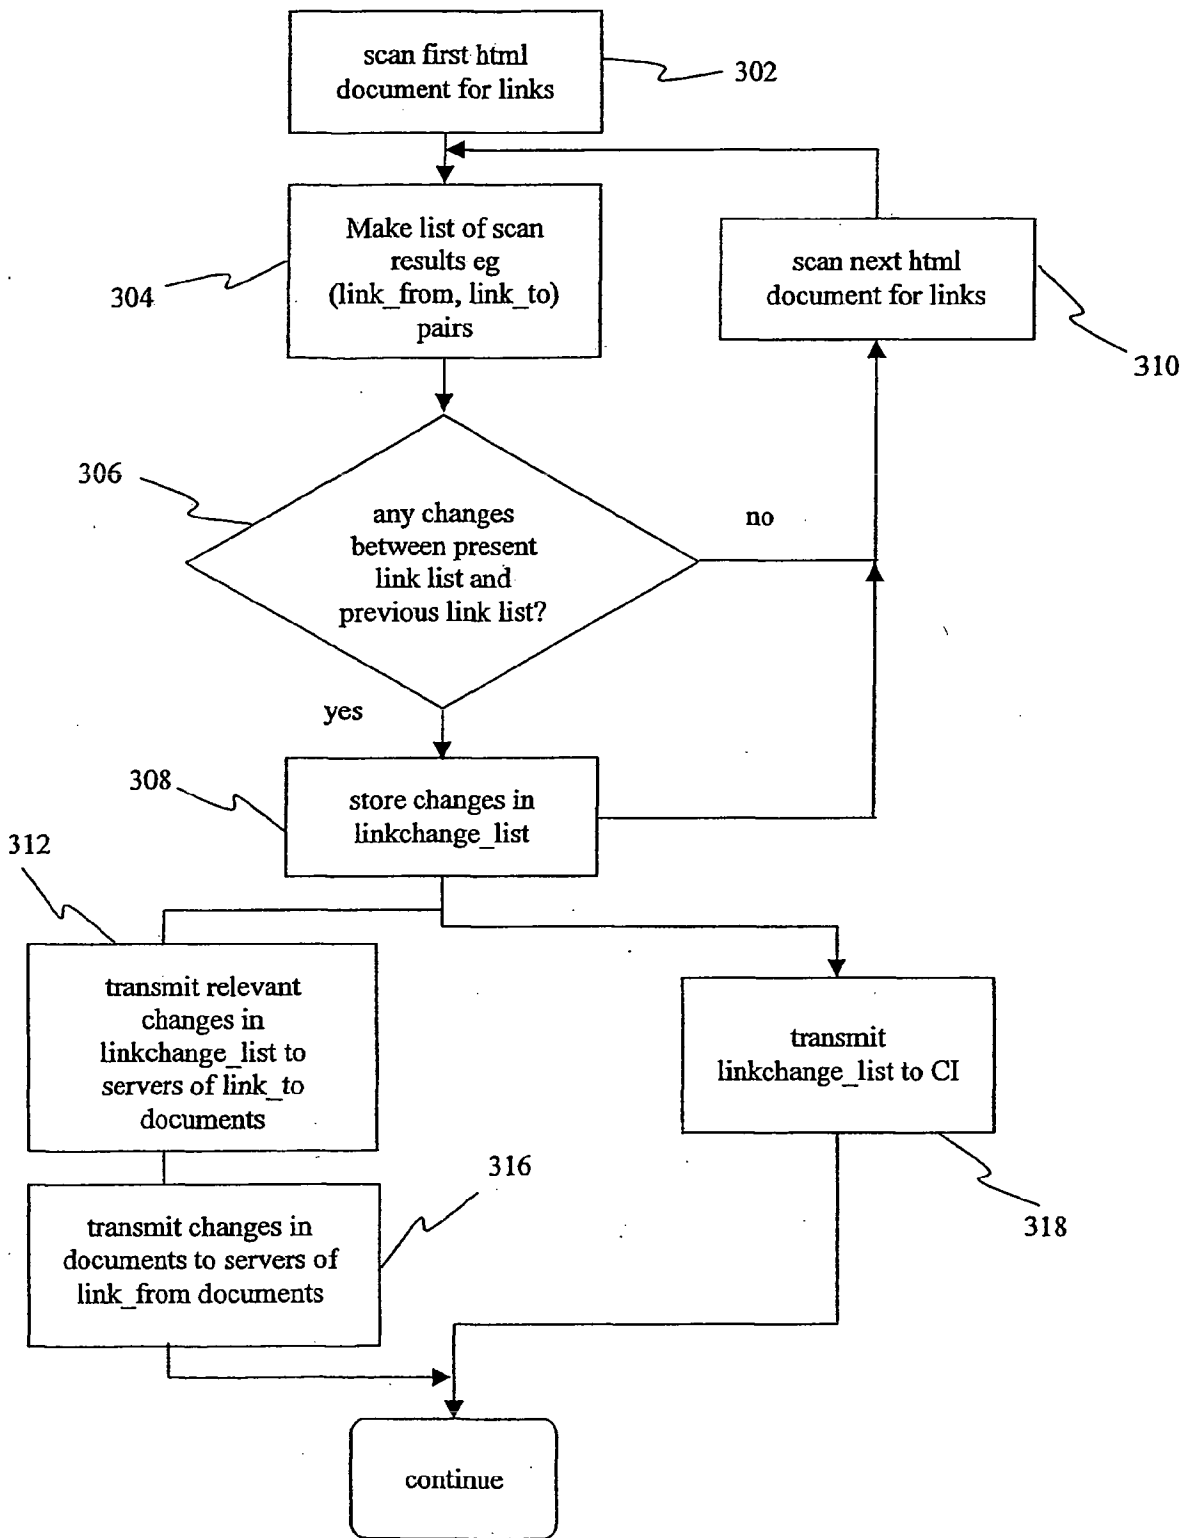 scan first html
document for links
302
Make list of scan
results eg
(link_from, link_to)
pairs
304
scan next html
document for links
310
306
any changes
between present
link list and
previous link list?
no
yes
308
store changes in
linkchange_list
312
transmit relevant
changes in
linkchange_list to
servers of link_to
documents
transmit
linkchange_list to CI
318
316
transmit changes in
documents to servers of
link_from documents
continue